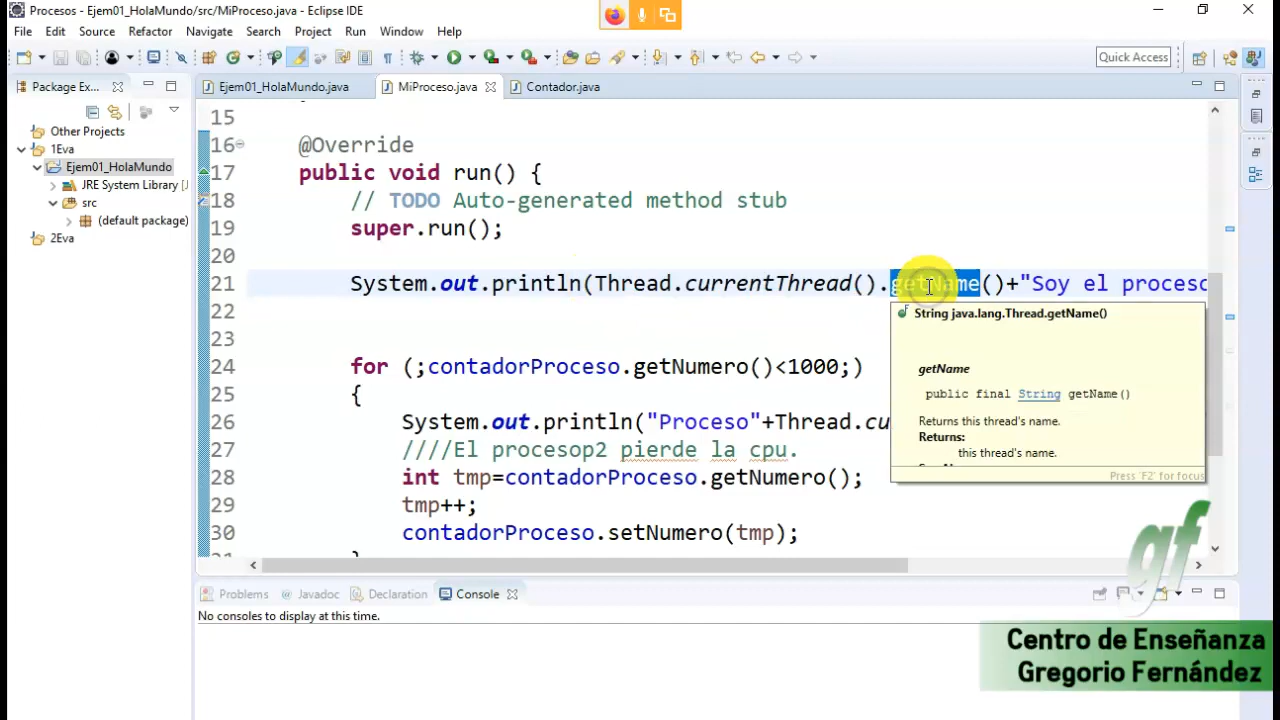 Procesos - Ejem01_HolaMundo/src/MiProceso.java - Eclipse IDE
File Edit Source Refactor Navigate Search Project Run Window Help
Quick Access
Package Ex...
Ejem01_HolaMundo.java MiProceso.java Contador.java
Other Projects
1Eva
Ejem01_HolaMundo
JRE System Library [J
src
(default package)
2Eva
15
16 @Override
17 public void run() {
18 // TODO Auto-generated method stub
19 super.run();
20
21 System.out.println(Thread.currentThread().getName()+"Soy el proceso
22
23
24 for (;contadorProceso.getNumero()<1000;)
25 {
26 System.out.println("Proceso"+Thread.cu
27 ////El procesop2 pierde la cpu.
28 int tmp=contadorProceso.getNumero();
29 tmp++;
30 contadorProceso.setNumero(tmp);
String java.lang.Thread.getName()
getName
public final String getName()
Returns this thread's name.
Returns:
this thread's name.
Press 'F2' for focus
Problems Javadoc Declaration Console
No consoles to display at this time.
gf
Centro de Enseñanza
Gregorio Fernández